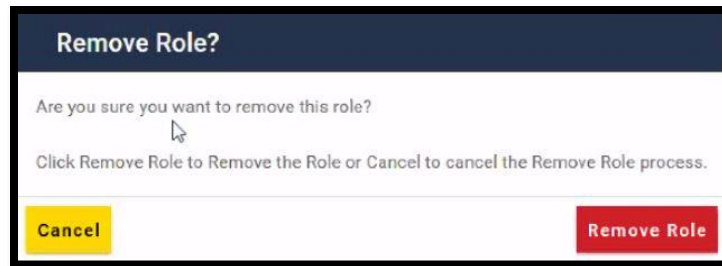 Remove Role?
Are you sure you want to remove this role?
Click Remove Role to Remove the Role or Cancel to cancel the Remove Role process.
Cancel
Remove Role